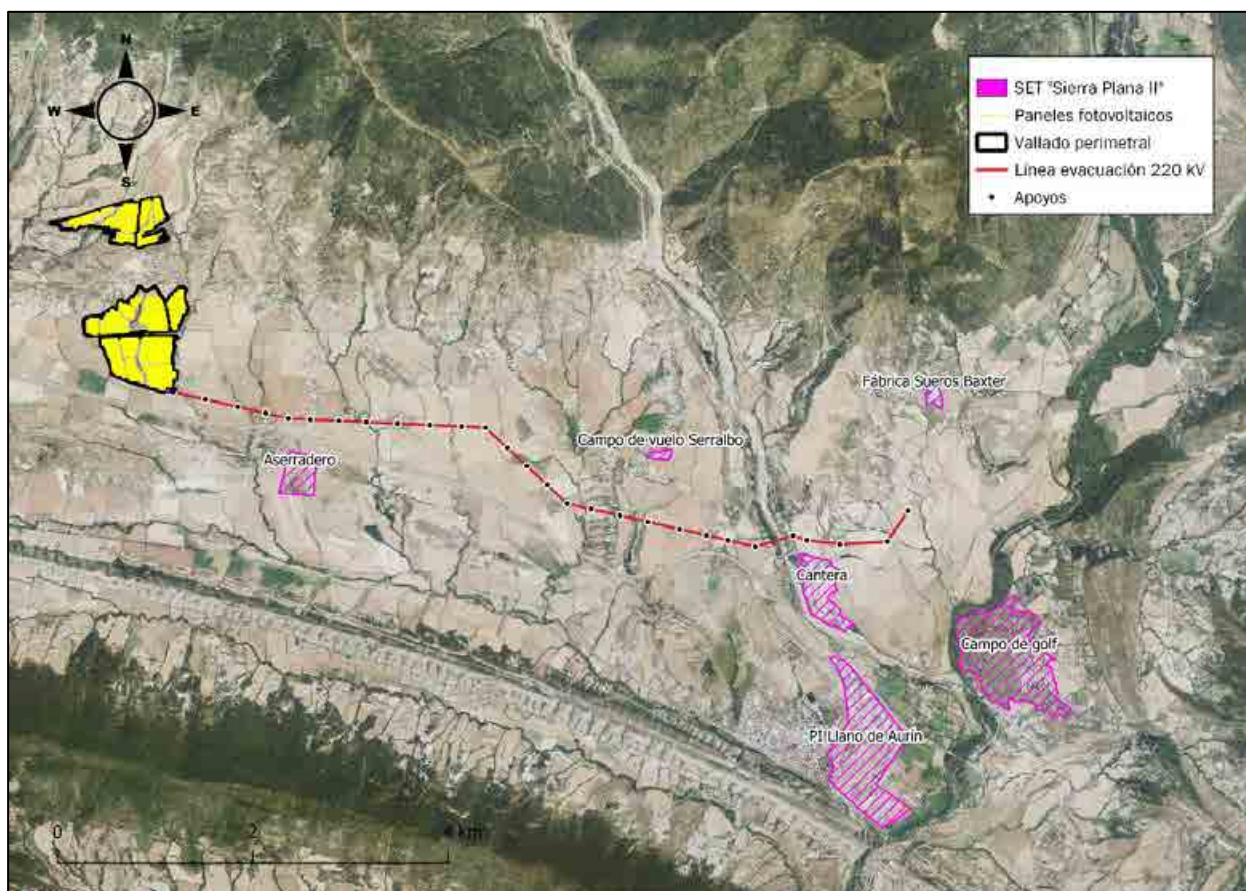 N
W
E
S
SET "Sierra Plana II"
Paneles fotovoltaicos
Vallado perimetral
Línea evacuación 220 kV
Apoyos
Fábrica Sueros Baxter
Campo de vuelo Serralbo
Aserradero
Cantera
Campo de golf
PI Llano de Aurín
0 2 4 km